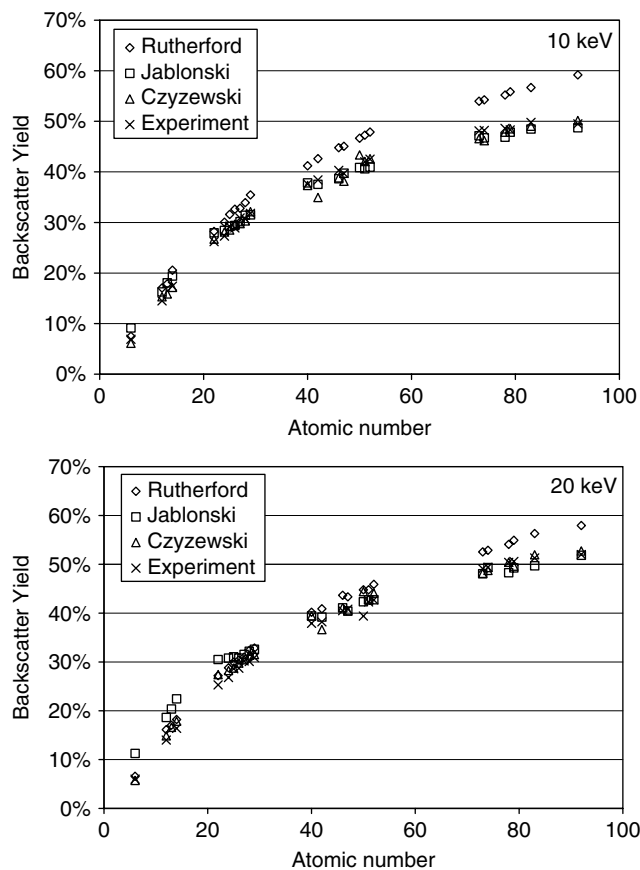 70%
60%
50%
40%
30%
20%
10%
0%
Backscatter Yield
Rutherford
Jablonski
Czyzewski
Experiment
10 keV
0 20 40 60 80 100
Atomic number
70%
60%
50%
40%
30%
20%
10%
0%
Backscatter Yield
Rutherford
Jablonski
Czyzewski
Experiment
20 keV
0 20 40 60 80 100
Atomic number